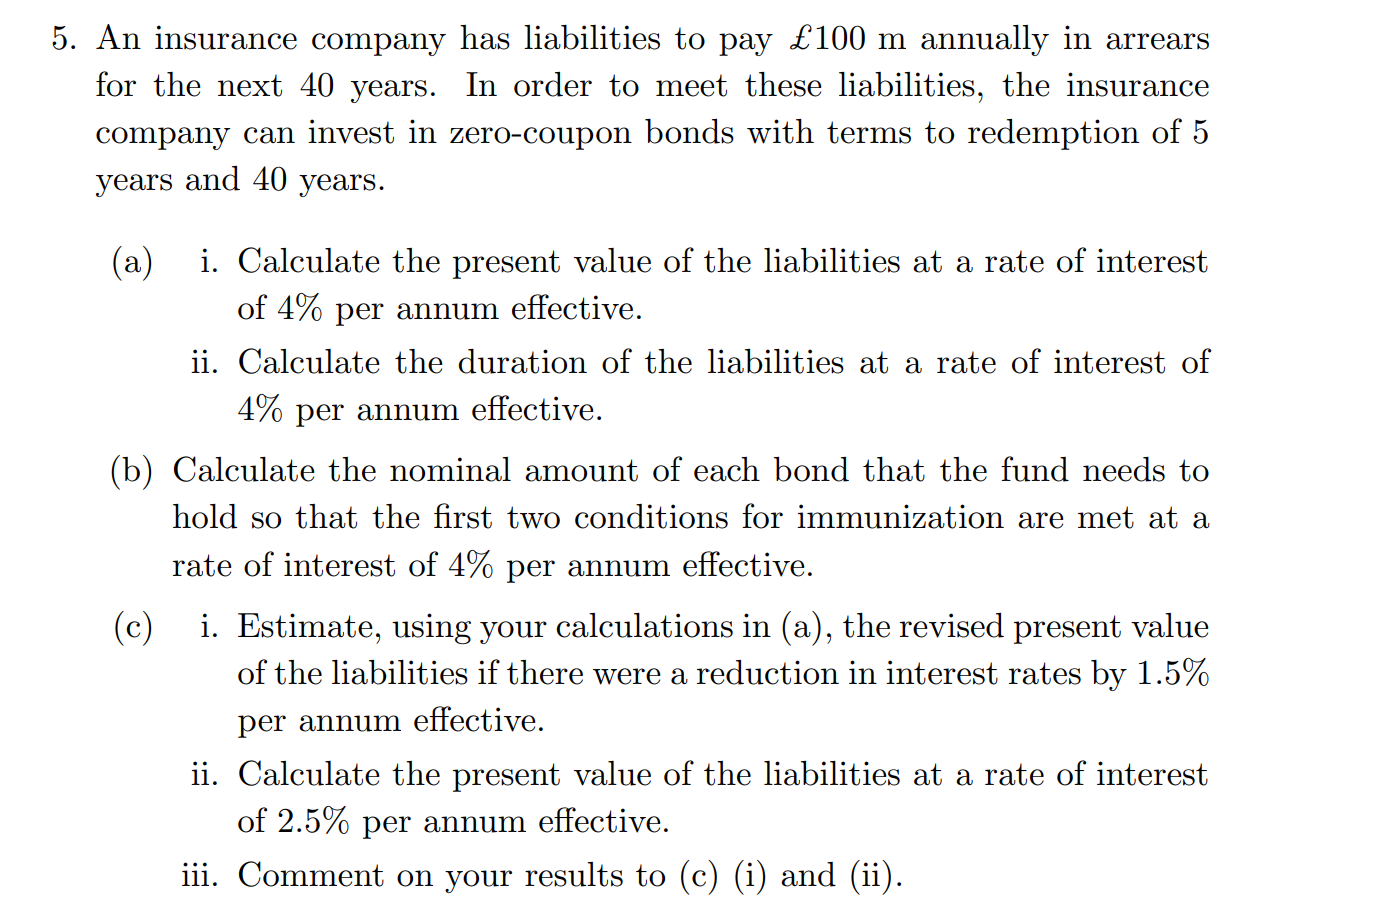 5. An insurance company has liabilities to pay £100 m annually in arrears
for the next 40 years. In order to meet these liabilities, the insurance
company can invest in zero-coupon bonds with terms to redemption of 5
years and 40 years.
(a) i. Calculate the present value of the liabilities at a rate of interest
of 4% per annum effective.
ii. Calculate the duration of the liabilities at a rate of interest of
4% per annum effective.
(b) Calculate the nominal amount of each bond that the fund needs to
hold so that the first two conditions for immunization are met at a
rate of interest of 4% per annum effective.
(c) i. Estimate, using your calculations in (a), the revised present value
of the liabilities if there were a reduction in interest rates by 1.5%
per annum effective.
ii. Calculate the present value of the liabilities at a rate of interest
of 2.5% per annum effective.
iii. Comment on your results to (c) (i) and (ii).